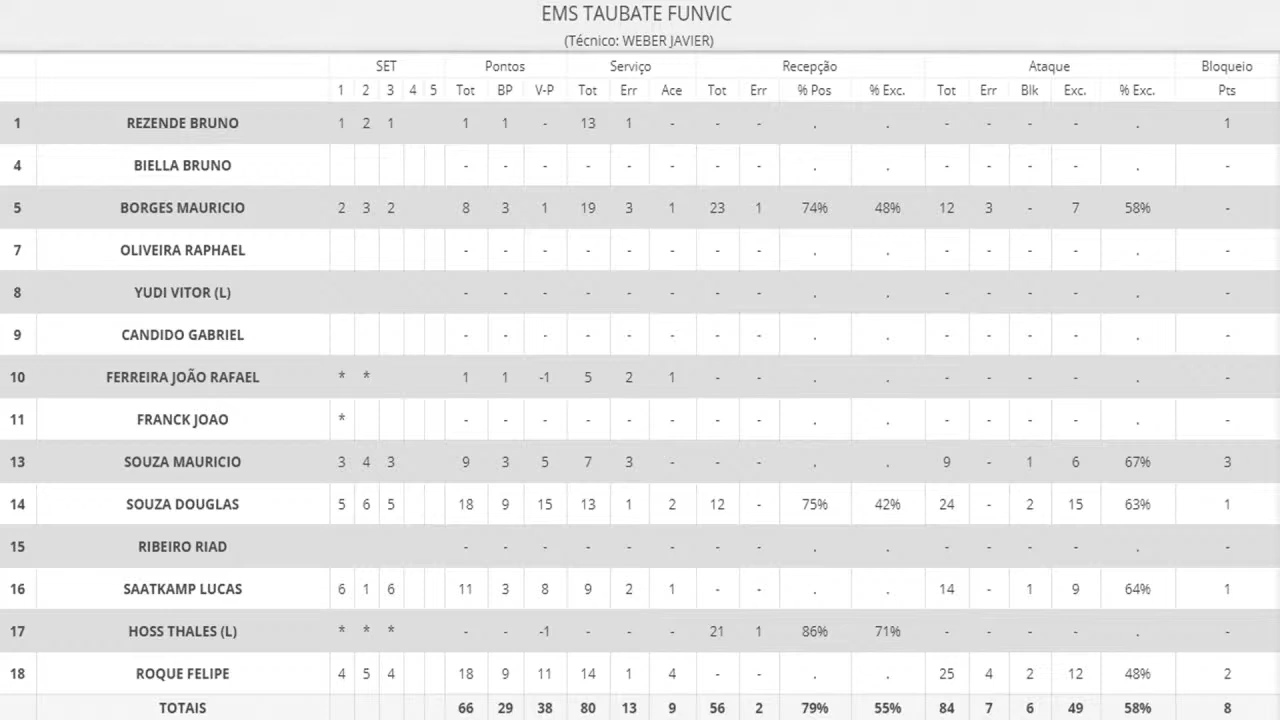 EMS TAUBATE FUNVIC
(Técnico: WEBER JAVIER)
SET Pontos Serviço Recepção Ataque Bloqueio
1 2 3 4 5 Tot BP V-P Tot Err Ace Tot Err % Pos % Exc. Tot Err Blk Exc. % Exc. Pts
1 REZENDE BRUNO 1 2 1 1 1 - 13 1 - - - . . - - - - . 1
4 BIELLA BRUNO - - - - - - - - . . - - - - . -
5 BORGES MAURICIO 2 3 2 8 3 1 19 3 1 23 1 74% 48% 12 3 - 7 58% -
7 OLIVEIRA RAPHAEL - - - - - - - - . . - - - - . -
8 YUDI VITOR (L) - - - - - - - - . . - - - - . -
9 CANDIDO GABRIEL - - - - - - - - . . - - - - . -
10 FERREIRA JOÃO RAFAEL * * 1 1 -1 5 2 1 - - . . - - - - . -
11 FRANCK JOAO * - - - - - - - - . . - - - - . -
13 SOUZA MAURICIO 3 4 3 9 3 5 7 3 - - - . . 9 - 1 6 67% 3
14 SOUZA DOUGLAS 5 6 5 18 9 15 13 1 2 12 - 75% 42% 24 - 2 15 63% 1
15 RIBEIRO RIAD - - - - - - - - . . - - - - . -
16 SAATKAMP LUCAS 6 1 6 11 3 8 9 2 1 - - . . 14 - 1 9 64% 1
17 HOSS THALES (L) * * * - - -1 - - - 21 1 86% 71% - - - - . -
18 ROQUE FELIPE 4 5 4 18 9 11 14 1 4 - - . . 25 4 2 12 48% 2
TOTAIS 66 29 38 80 13 9 56 2 79% 55% 84 7 6 49 58% 8